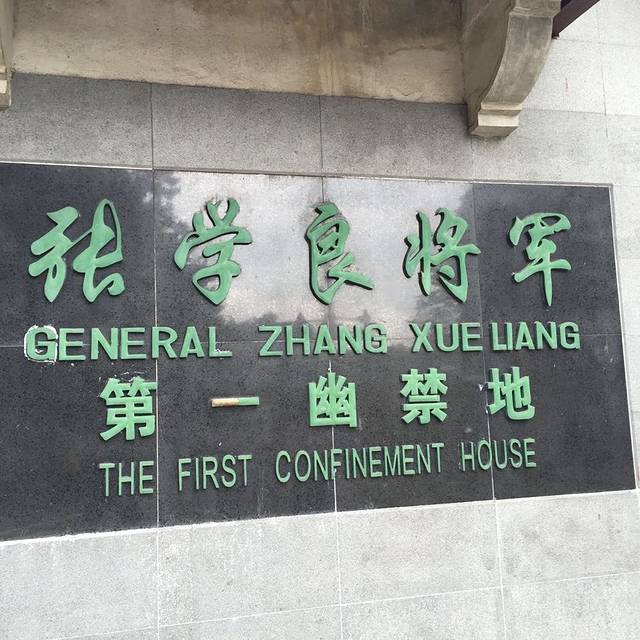 张学良将军
GENERAL ZHANG XUE LIANG
第一幽禁地
THE FIRST CONFINEMENT HOUSE